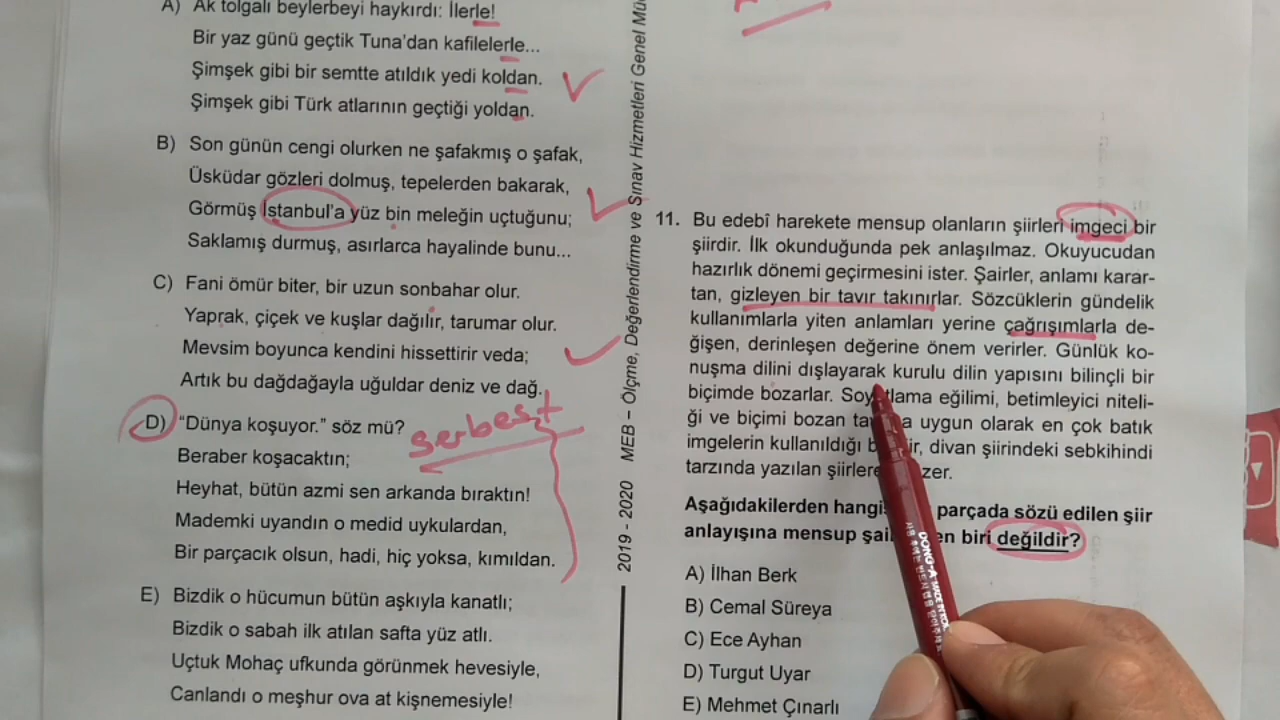 A) Ak tolgalı beylerbeyi haykırdı: İlerle!
Bir yaz günü geçtik Tuna'dan kafilelerle...
Şimşek gibi bir semtte atıldık yedi koldan.
Şimşek gibi Türk atlarının geçtiği yoldan.
B) Son günün cengi olurken ne şafakmış o şafak,
Üsküdar gözleri dolmuş, tepelerden bakarak,
Görmüş İstanbul'a yüz bin meleğin uçtuğunu;
Saklamış durmuş, asırlarca hayalinde bunu...
C) Fani ömür biter, bir uzun sonbahar olur.
Yaprak, çiçek ve kuşlar dağılır, tarumar olur.
Mevsim boyunca kendini hissettirir veda;
Artık bu dağdağayla uğuldar deniz ve dağ.
D) "Dünya koşuyor." söz mü?
serbest
Beraber koşacaktın;
Heyhat, bütün azmi sen arkanda bıraktın!
Mademki uyandın o medid uykulardan,
Bir parçacık olsun, hadi, hiç yoksa, kımıldan.
E) Bizdik o hücumun bütün aşkıyla kanatlı;
Bizdik o sabah ilk atılan safta yüz atlı.
Uçtuk Mohaç ufkunda görünmek hevesiyle,
Canlandı o meşhur ova at kişnemesiyle!
2019 - 2020 MEB – Ölçme, Değerlendirme ve Sınav Hizmetleri Genel Mü
11. Bu edebî harekete mensup olanların şiirleri imgeci bir
şiirdir. İlk okunduğunda pek anlaşılmaz. Okuyucudan
hazırlık dönemi geçirmesini ister. Şairler, anlamı karar-
tan, gizleyen bir tavır takınırlar. Sözcüklerin gündelik
kullanımlarla yiten anlamları yerine çağrışımlarla de-
ğişen, derinleşen değerine önem verirler. Günlük ko-
nuşma dilini dışlayarak kurulu dilin yapısını bilinçli bir
biçimde bozarlar. Soy tlama eğilimi, betimleyici niteli-
ği ve biçimi bozan ta a uygun olarak en çok batık
imgelerin kullanıldığı b ir, divan şiirindeki sebkihindi
tarzında yazılan şiirlere zer.
Aşağıdakilerden hangi parçada sözü edilen şiir
anlayışına mensup şai en biri değildir?
A) İlhan Berk
B) Cemal Süreya
C) Ece Ayhan
D) Turgut Uyar
E) Mehmet Çınarlı
DONG-A